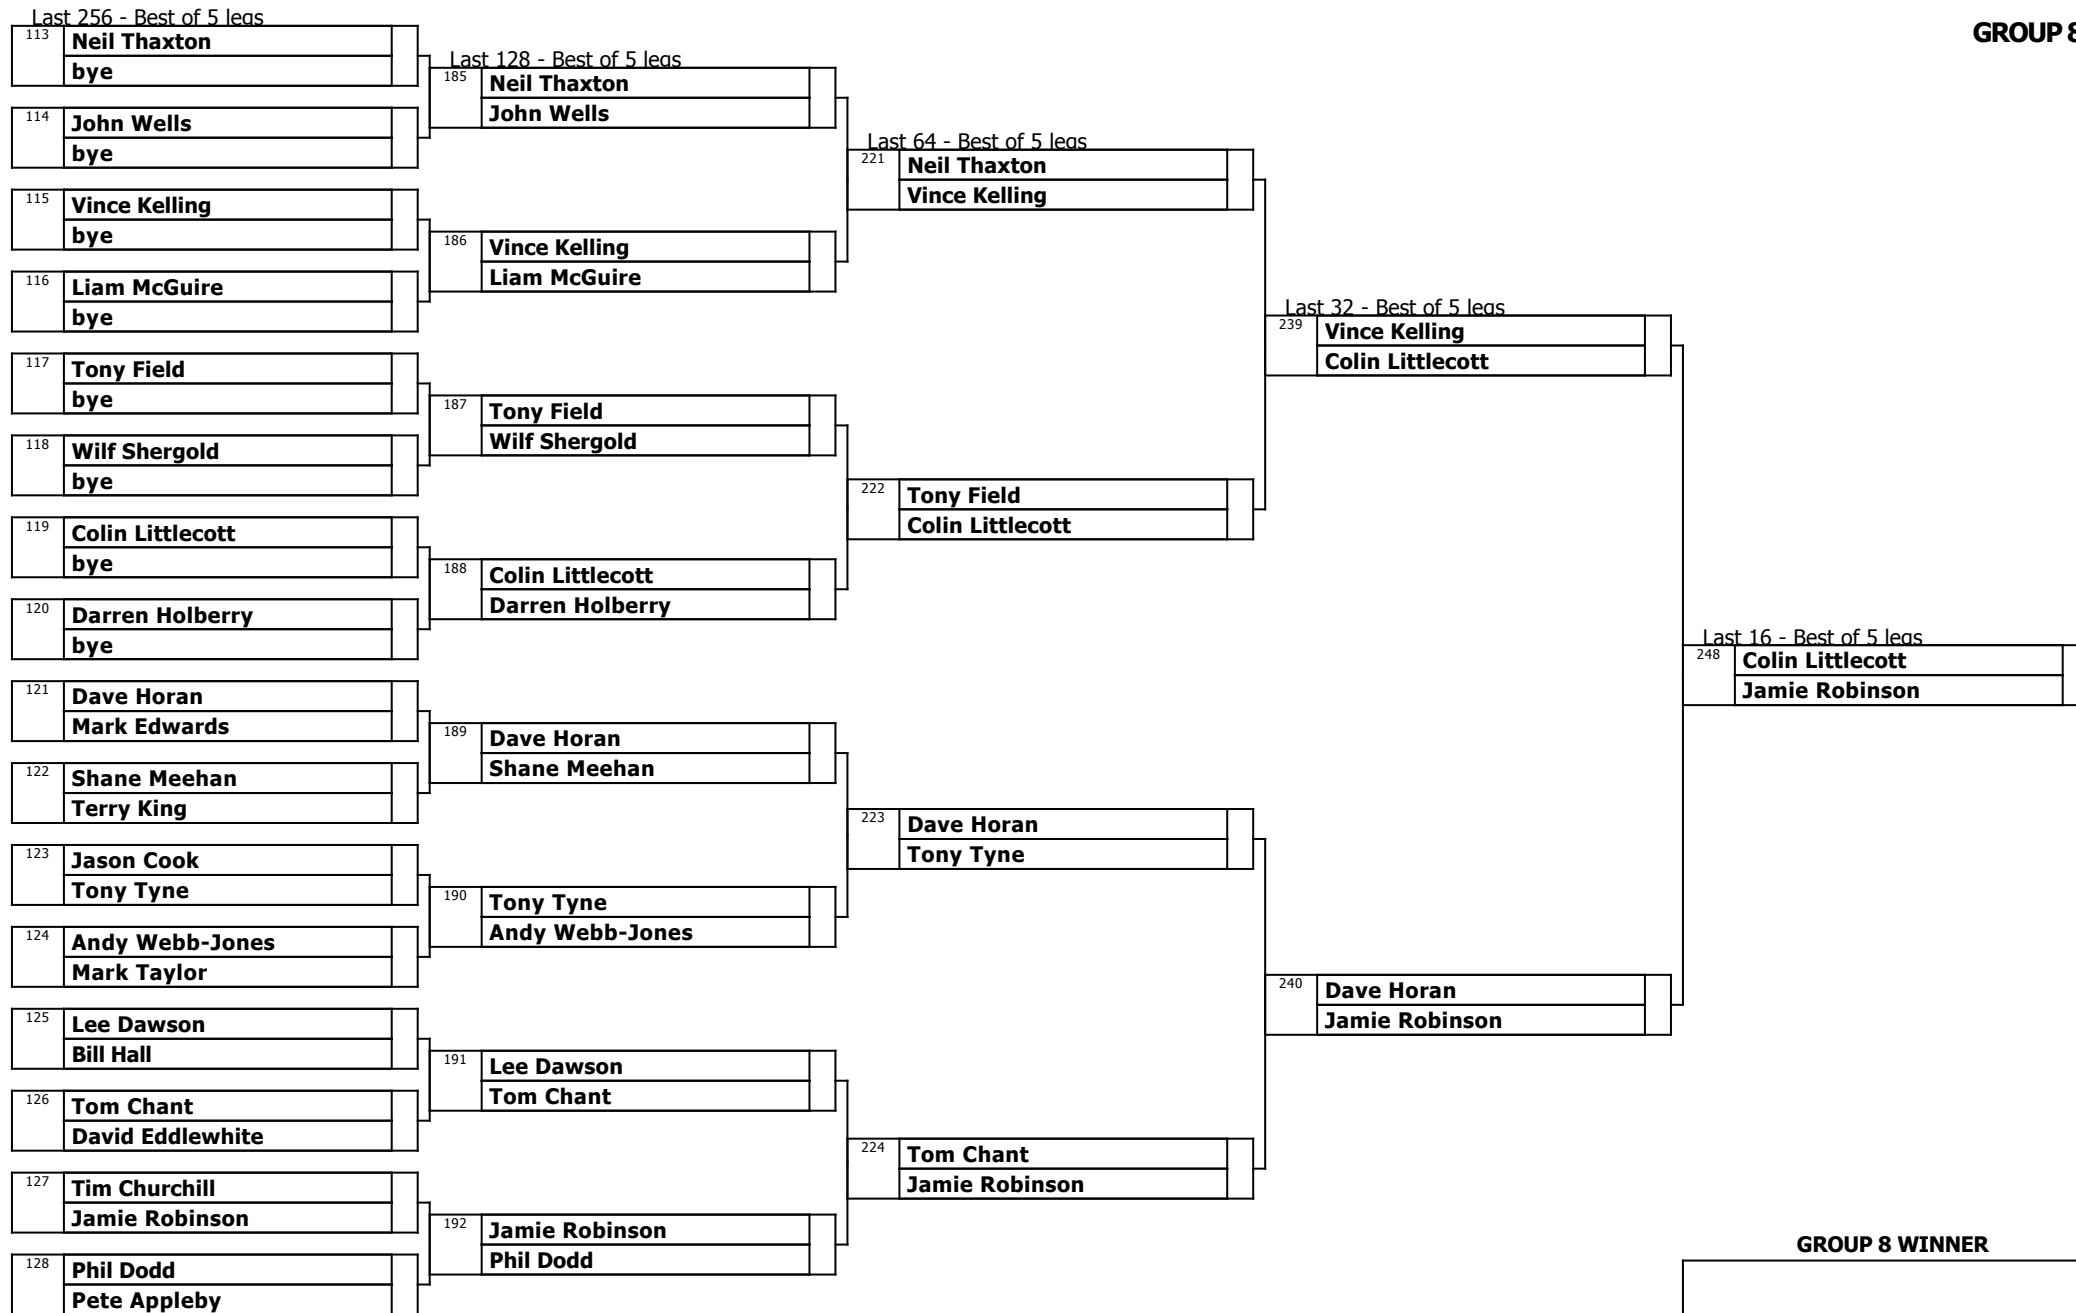 Last 256 - Best of 5 legs
GROUP 8
113
Neil Thaxton
bye
114
John Wells
bye
115
Vince Kelling
bye
116
Liam McGuire
bye
117
Tony Field
bye
118
Wilf Shergold
bye
119
Colin Littlecott
bye
120
Darren Holberry
bye
121
Dave Horan
Mark Edwards
122
Shane Meehan
Terry King
123
Jason Cook
Tony Tyne
124
Andy Webb-Jones
Mark Taylor
125
Lee Dawson
Bill Hall
126
Tom Chant
David Eddlewhite
127
Tim Churchill
Jamie Robinson
128
Phil Dodd
Pete Appleby
Last 128 - Best of 5 legs
185
Neil Thaxton
John Wells
186
Vince Kelling
Liam McGuire
187
Tony Field
Wilf Shergold
188
Colin Littlecott
Darren Holberry
189
Dave Horan
Shane Meehan
190
Tony Tyne
Andy Webb-Jones
191
Lee Dawson
Tom Chant
192
Jamie Robinson
Phil Dodd
Last 64 - Best of 5 legs
221
Neil Thaxton
Vince Kelling
222
Tony Field
Colin Littlecott
223
Dave Horan
Tony Tyne
224
Tom Chant
Jamie Robinson
Last 32 - Best of 5 legs
239
Vince Kelling
Colin Littlecott
240
Dave Horan
Jamie Robinson
Last 16 - Best of 5 legs
248
Colin Littlecott
Jamie Robinson
GROUP 8 WINNER